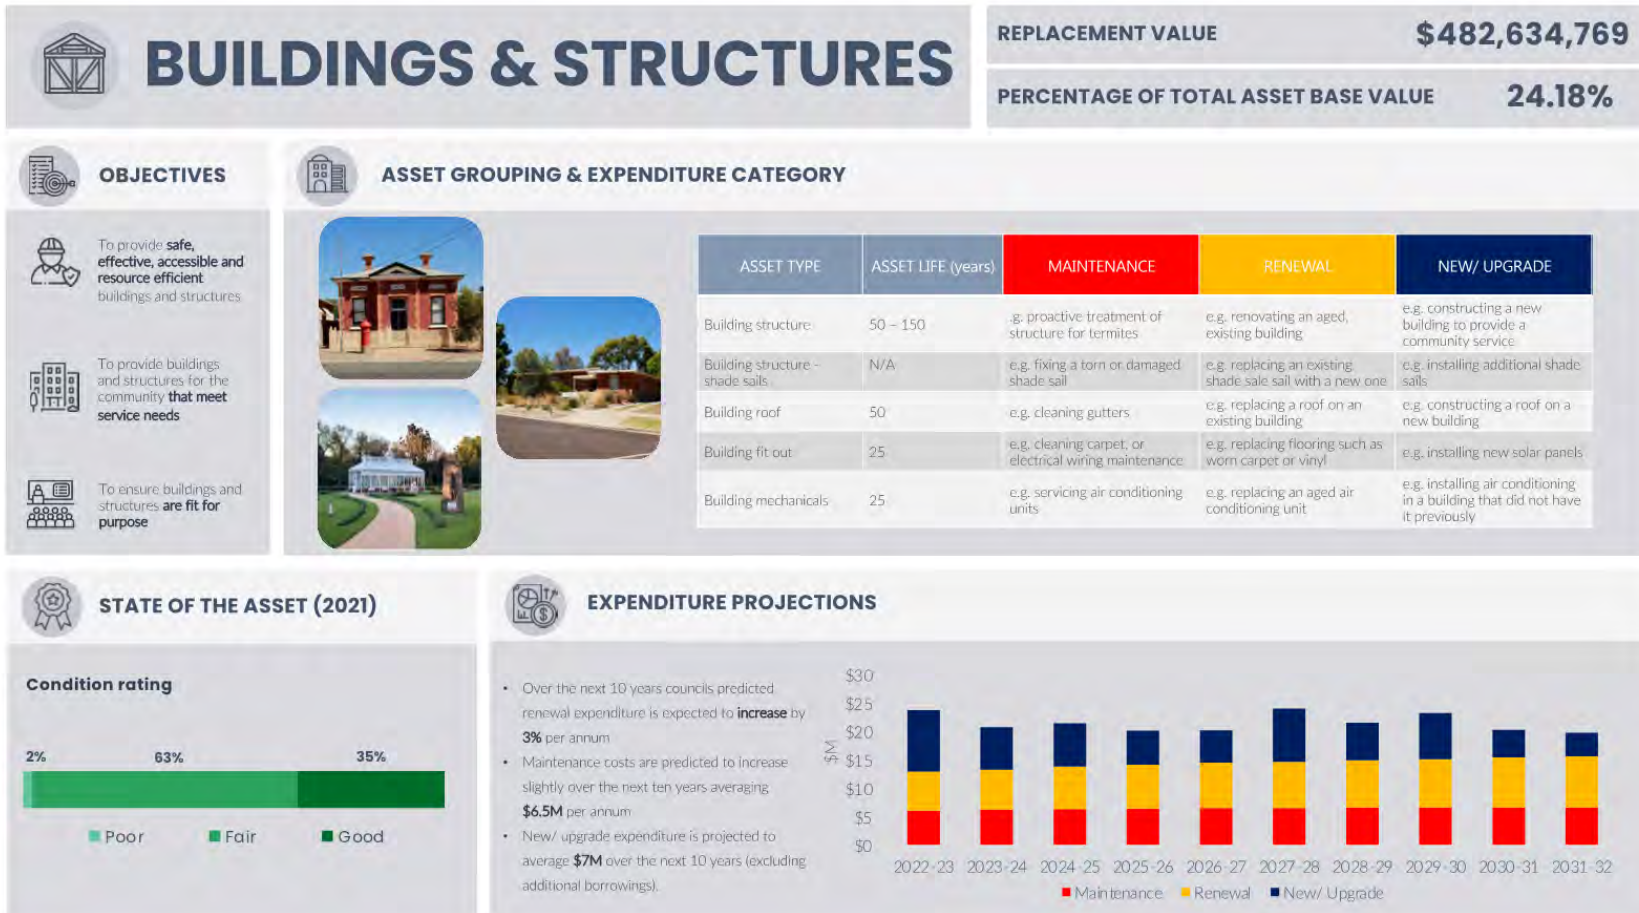 BUILDINGS & STRUCTURES
REPLACEMENT VALUE
$482,634,769
PERCENTAGE OF TOTAL ASSET BASE VALUE
24.18%
OBJECTIVES
To provide safe,
effective, accessible and
resource efficient
buildings and structures
To provide buildings
and structures for the
community that meet
service needs
To ensure buildings and
structures are fit for
purpose
ASSET GROUPING & EXPENDITURE CATEGORY
ASSET TYPE
ASSET LIFE (years)
MAINTENANCE
RENEWAL
NEW/ UPGRADE
Building structure
50 – 150
.g. proactive treatment of
structure for termites
e.g. renovating an aged,
existing building
e.g. constructing a new
building to provide a
community service
Building structure –
shade sails
N/A
e.g. fixing a torn or damaged
shade sail
e.g. replacing an existing
shade sale sail with a new one
e.g. installing additional shade
sails
Building roof
50
e.g. cleaning gutters
e.g. replacing a roof on an
existing building
e.g. constructing a roof on a
new building
Building fit out
25
e.g. cleaning carpet, or
electrical wiring maintenance
e.g. replacing flooring such as
worn carpet or vinyl
e.g. installing new solar panels
Building mechanicals
25
e.g. servicing air conditioning
units
e.g. replacing an aged air
conditioning unit
e.g. installing air conditioning
in a building that did not have
it previously
STATE OF THE ASSET (2021)
Condition rating
2%
63%
35%
Poor
Fair
Good
EXPENDITURE PROJECTIONS
• Over the next 10 years councils predicted
renewal expenditure is expected to increase by
3% per annum
• Maintenance costs are predicted to increase
slightly over the next ten years averaging
$6.5M per annum
• New/ upgrade expenditure is projected to
average $7M over the next 10 years (excluding
additional borrowings).
$M
$30
$25
$20
$15
$10
$5
$0
2022-23 2023-24 2024-25 2025-26 2026-27 2027-28 2028-29 2029-30 2030-31 2031-32
Maintenance Renewal New/ Upgrade